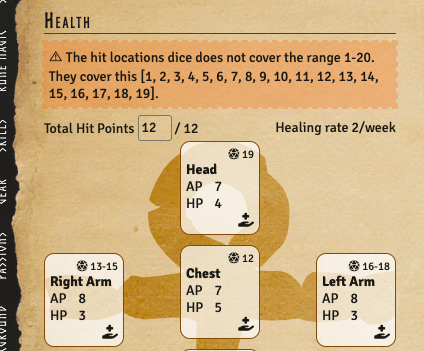 HEALTH
⚠ The hit locations dice does not cover the range 1-20.
They cover this [1, 2, 3, 4, 5, 6, 7, 8, 9, 10, 11, 12, 13, 14,
15, 16, 17, 18, 19].
Total Hit Points 12 / 12 Healing rate 2/week
19
Head
AP 7
HP 4
13-15
Right Arm
AP 8
HP 3
12
Chest
AP 7
HP 5
16-18
Left Arm
AP 8
HP 3
RUNE MAGIC
SKILLS
GEAR
PASSIONS